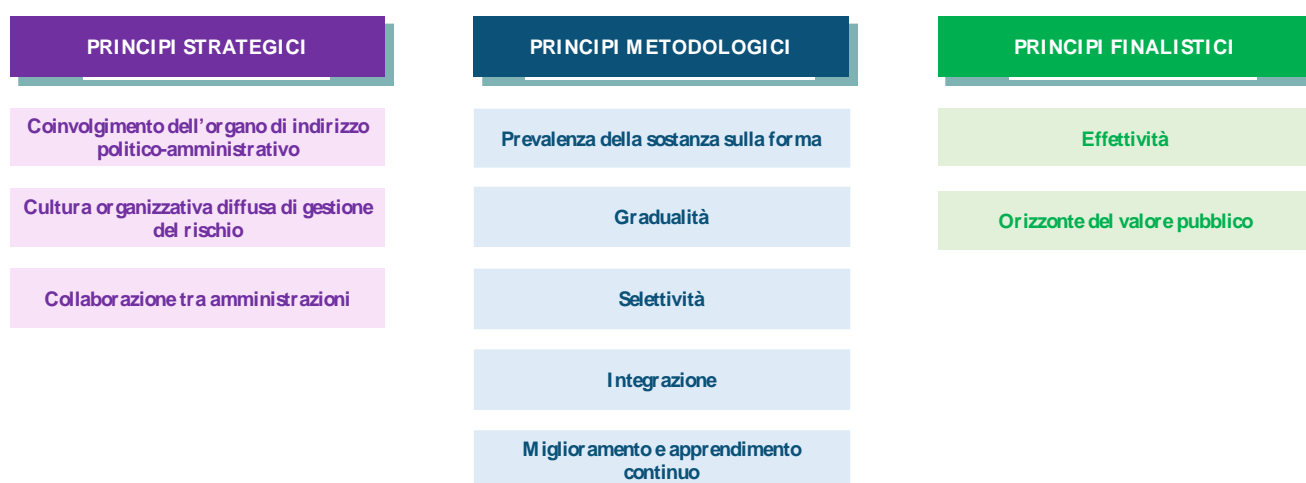 PRINCIPI STRATEGICI
Coinvolgimento dell'organo di indirizzo
politico-amministrativo
Cultura organizzativa diffusa di gestione
del rischio
Collaborazione tra amministrazioni
PRINCIPI METODOLOGICI
Prevalenza della sostanza sulla forma
Gradualità
Selettività
Integrazione
Miglioramento e apprendimento
continuo
PRINCIPI FINALISTICI
Effettività
Orizzonte del valore pubblico